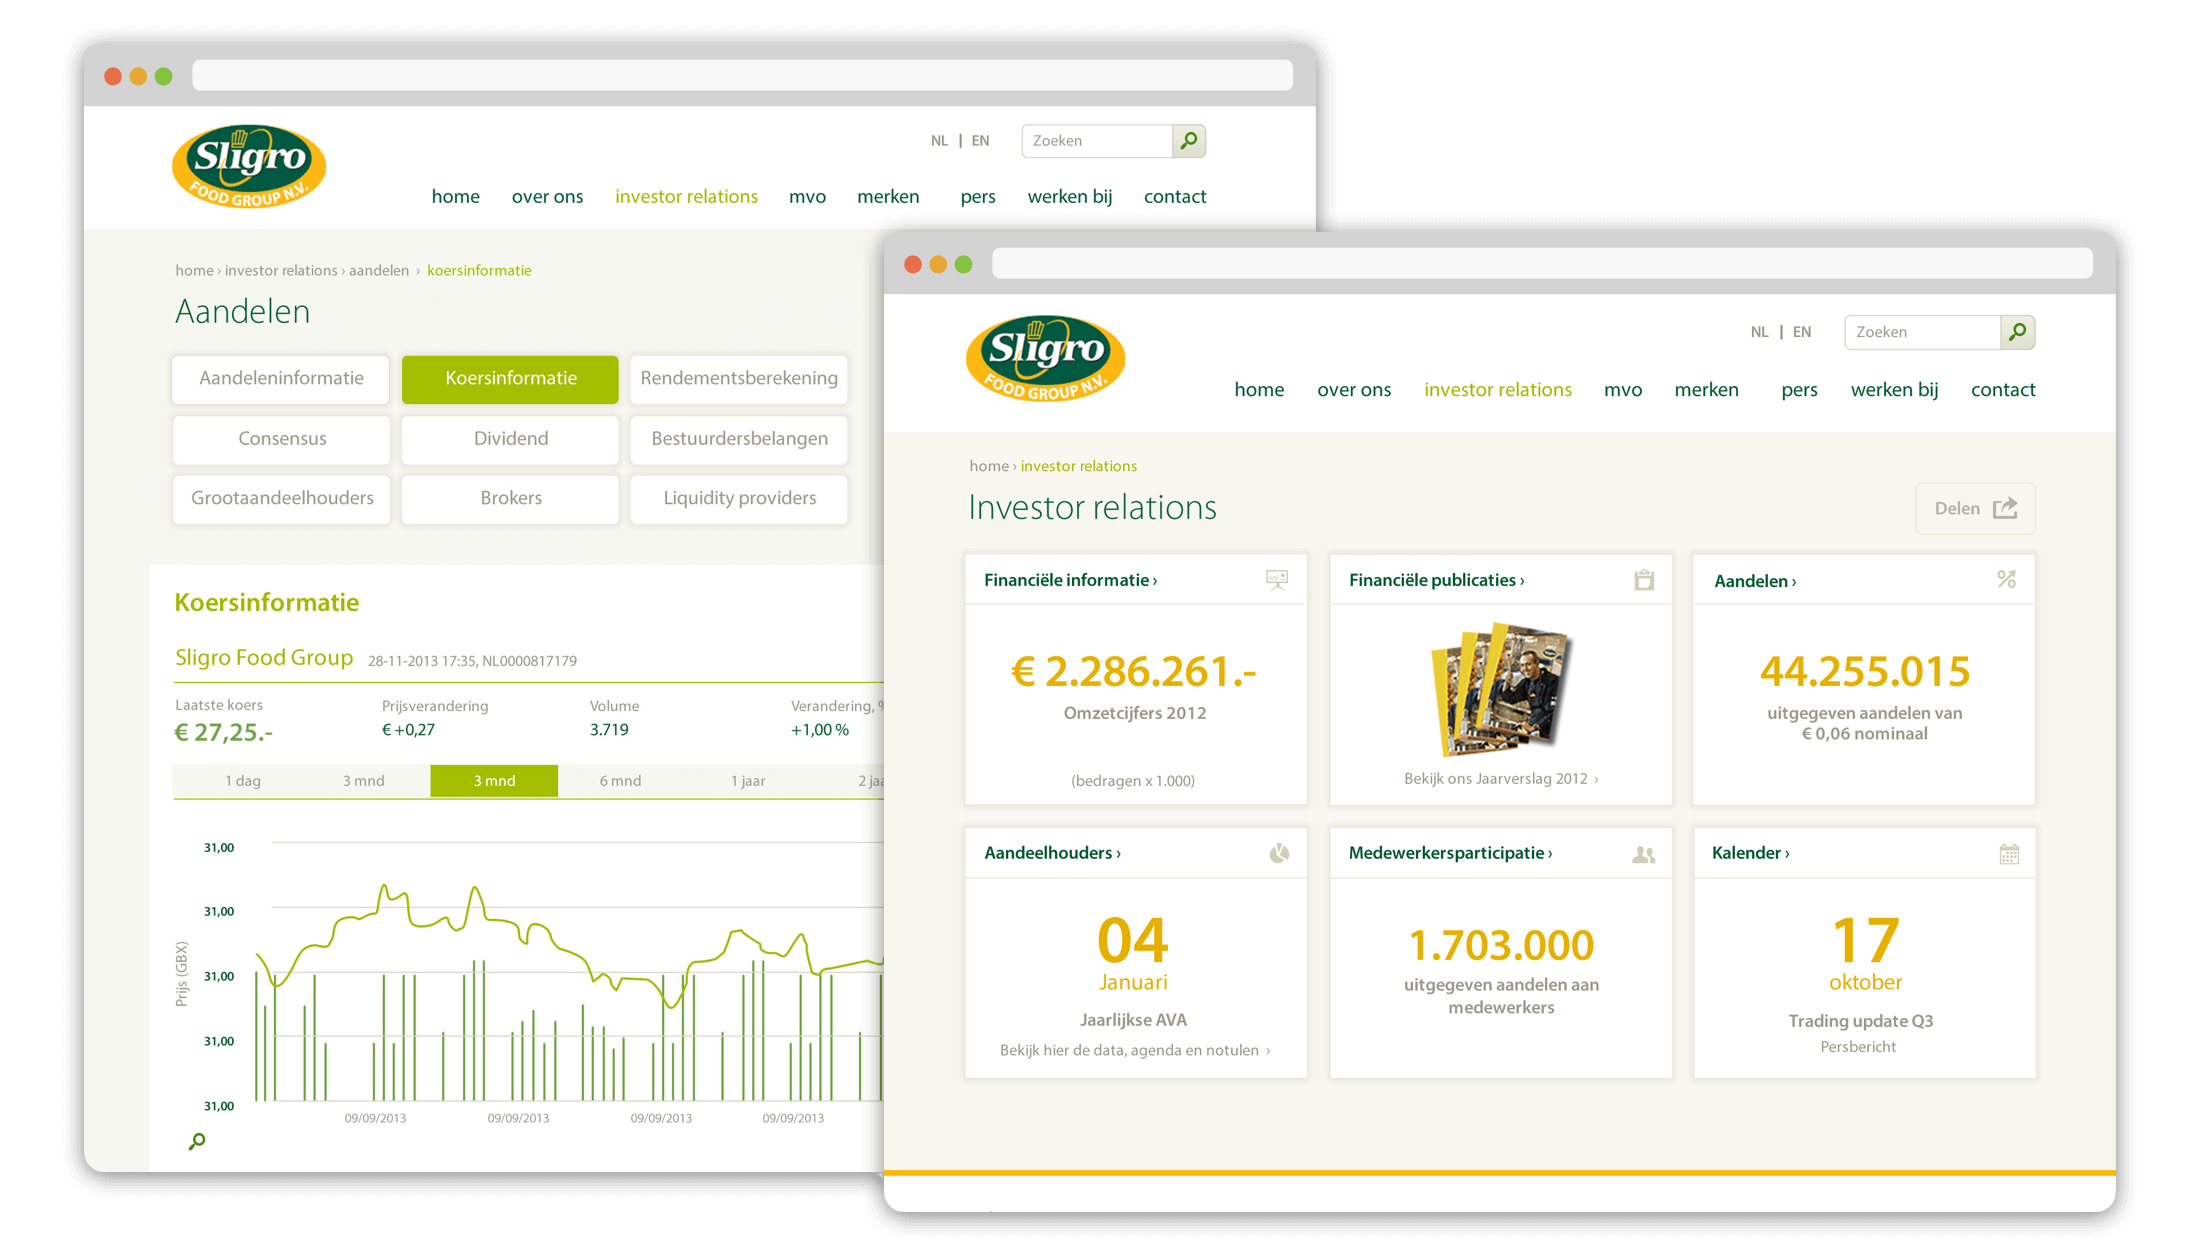 Sligro
FOOD GROUP N.V.
NL | EN
Zoeken
home over ons investor relations mvo merken pers werken bij contact
home › investor relations › aandelen › koersinformatie
Aandelen
Aandeleninformatie Koersinformatie Rendementsberekening
Consensus Dividend Bestuurdersbelangen
Grootaandeelhouders Brokers Liquidity providers
Koersinformatie
Sligro Food Group 28-11-2013 17:35, NL0000817179
Laatste koers Prijsverandering Volume Verandering,
€ 27,25.- € +0,27 3.719 +1,00 %
1 dag 3 mnd 3 mnd 6 mnd 1 jaar 2 jaa
Prijs (GBX)
31,00
31,00
31,00
31,00
31,00
09/09/2013 09/09/2013 09/09/2013 09/09/2013
Sligro
FOOD GROUP N.V.
NL | EN
Zoeken
home over ons investor relations mvo merken pers werken bij contact
home › investor relations
Investor relations
Delen
Financiële informatie ›
€ 2.286.261.-
Omzetcijfers 2012
(bedragen x 1.000)
Financiële publicaties ›
Bekijk ons Jaarverslag 2012 ›
Aandelen ›
44.255.015
uitgegeven aandelen van
€ 0,06 nominaal
Aandeelhouders ›
04
Januari
Jaarlijkse AVA
Bekijk hier de data, agenda en notulen ›
Medewerkersparticipatie ›
1.703.000
uitgegeven aandelen aan
medewerkers
Kalender ›
17
oktober
Trading update Q3
Persbericht